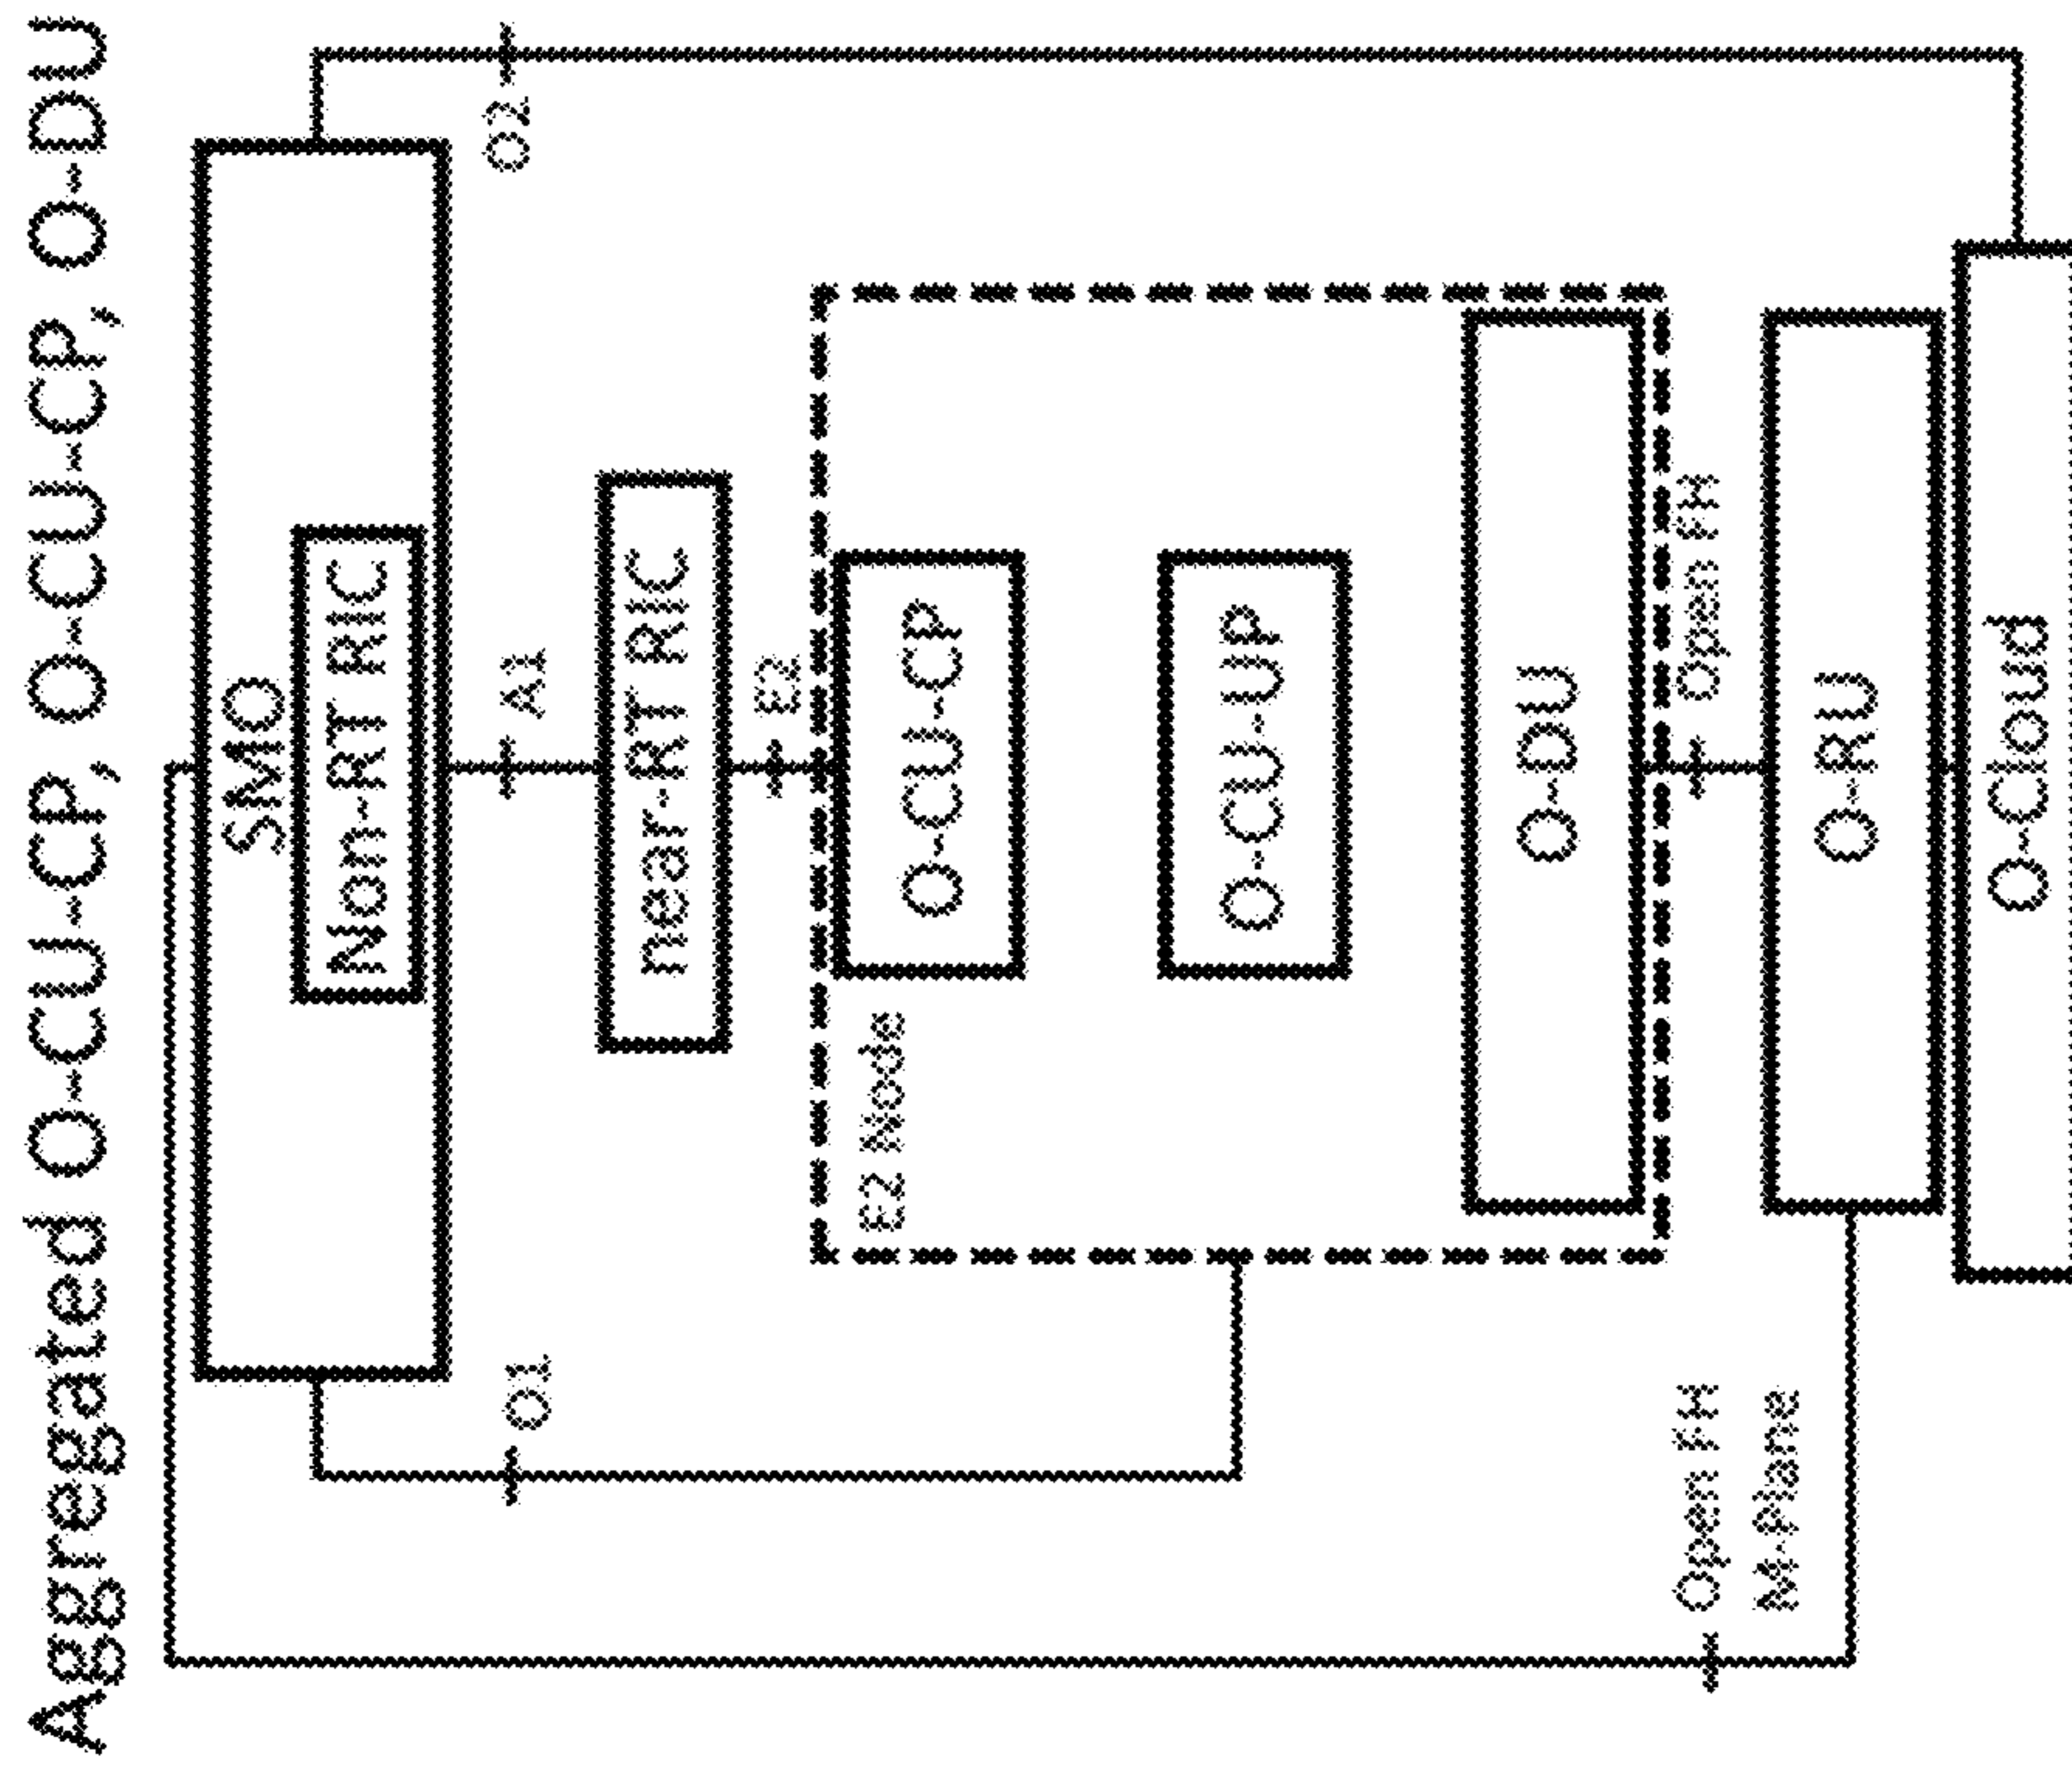 Aggregated O-CU-CP, O-CU-CP, O-DU
SMO
Non-RT RIC
O1
A1
O2
near-RT RIC
E2
E2 Node
O-CU-CP
O-CU-UP
O-DU
Open FH
M-Plane
Open FH
O-RU
O-Cloud